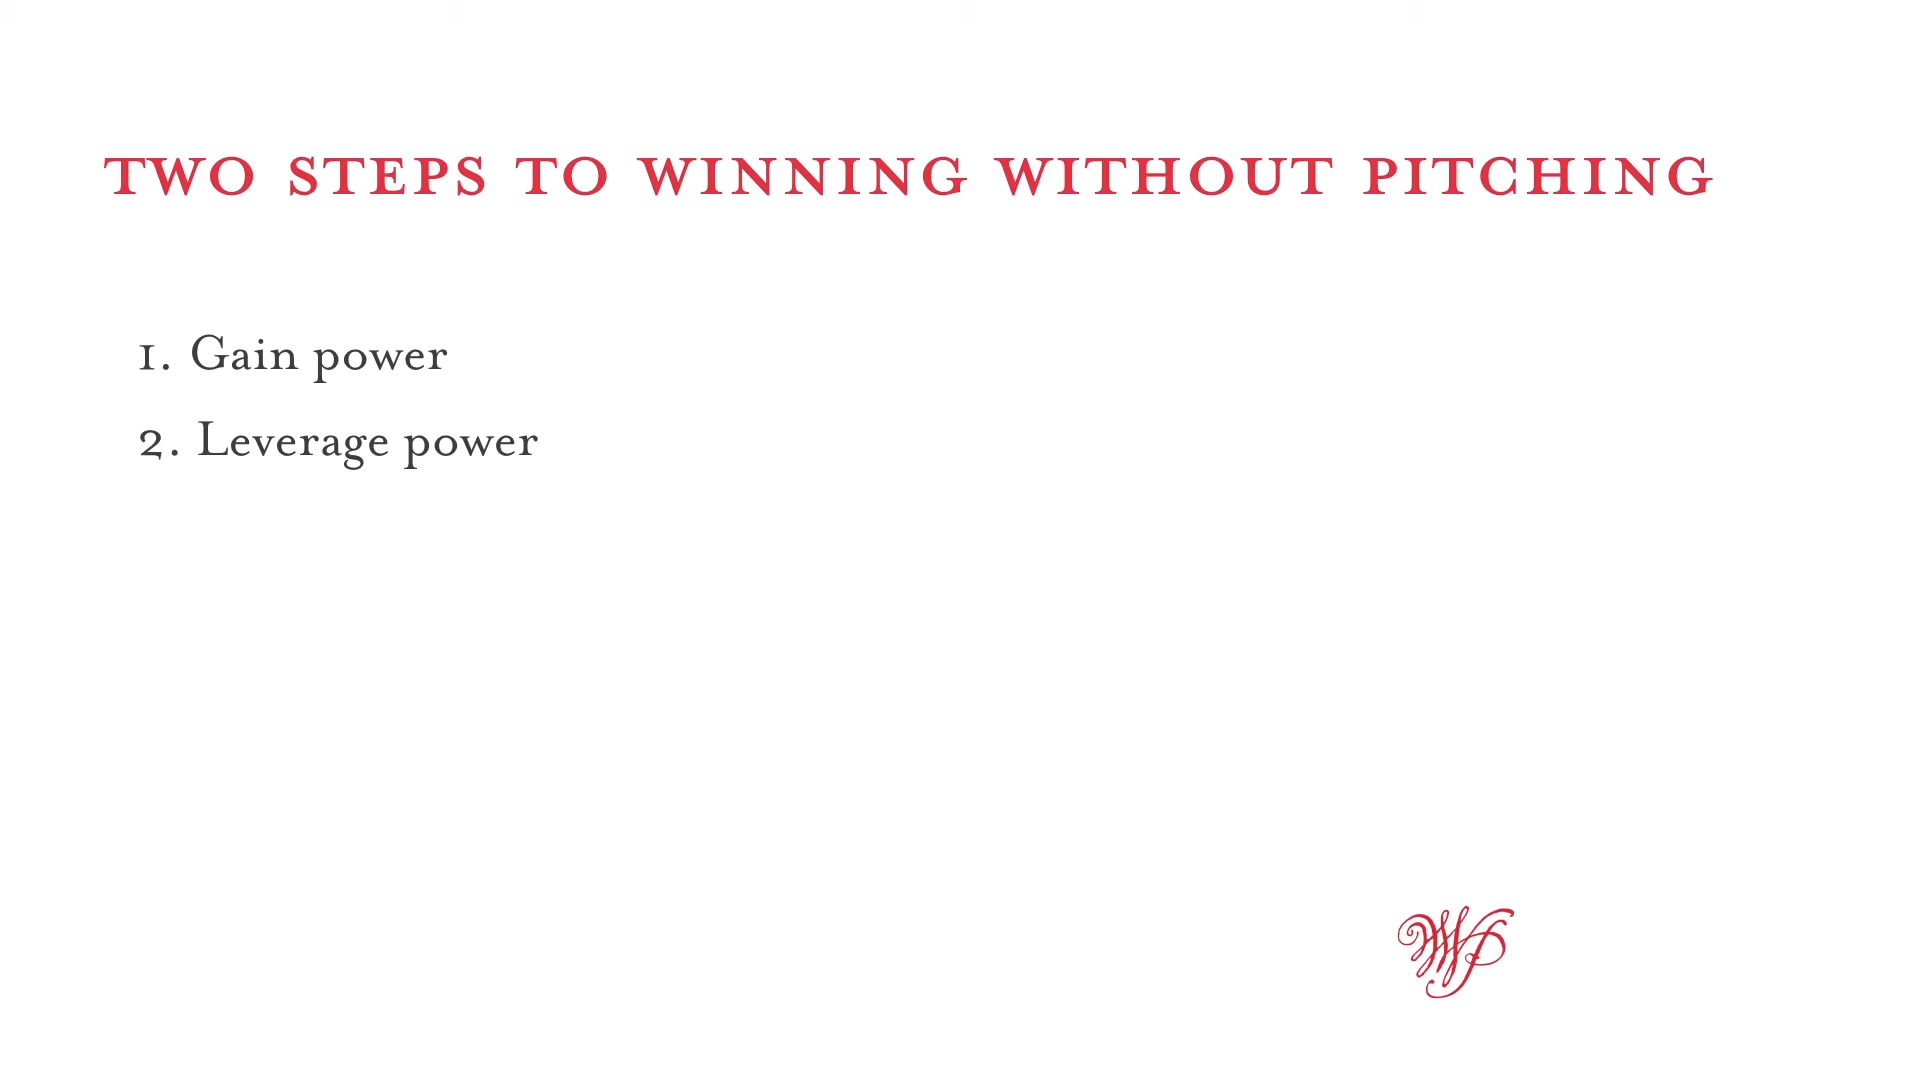 TWO STEPS TO WINNING WITHOUT PITCHING
1. Gain power
2. Leverage power